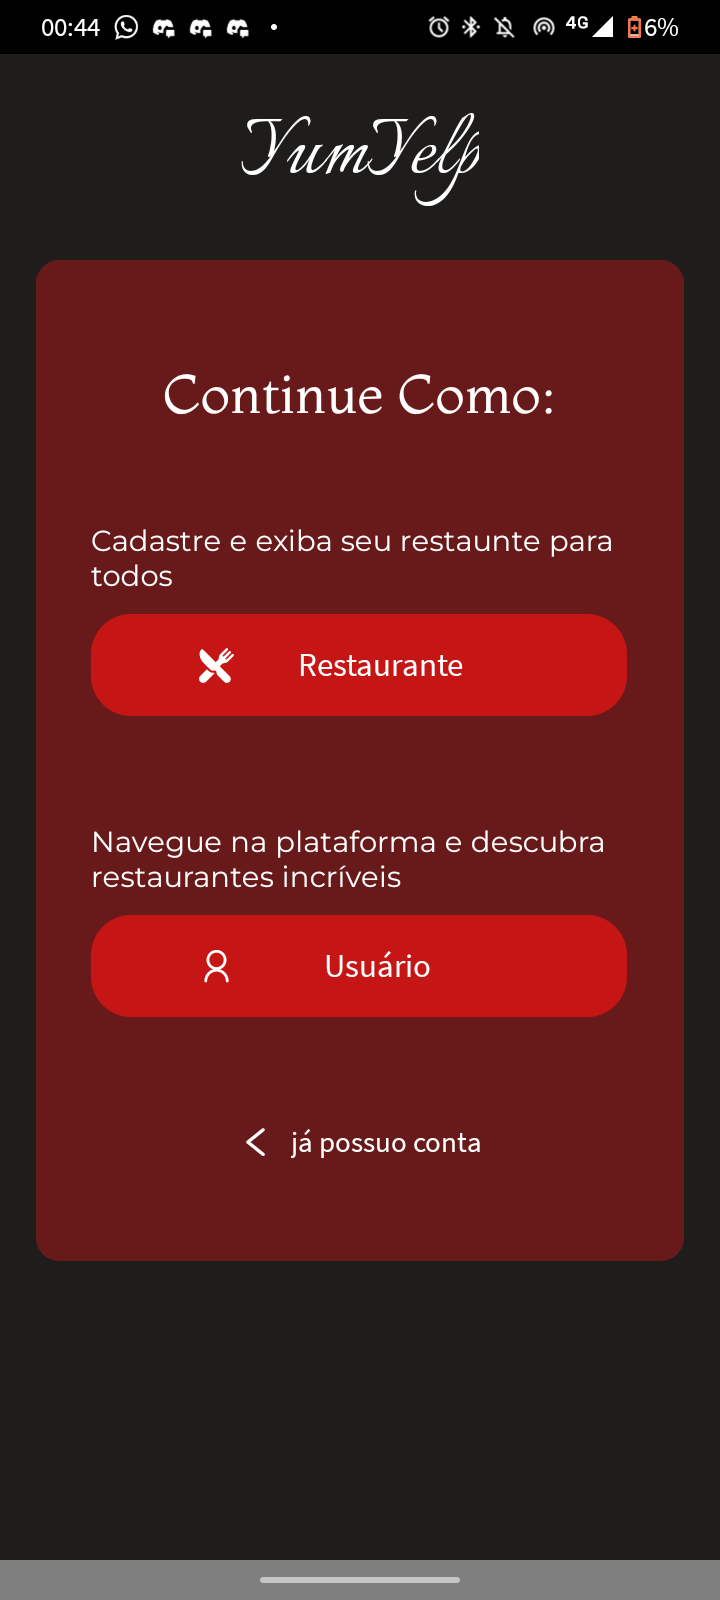 00:44
4G
6%
YumYelp
Continue Como:
Cadastre e exiba seu restaunte para
todos
Restaurante
Navegue na plataforma e descubra
restaurantes incríveis
Usuário
já possuo conta